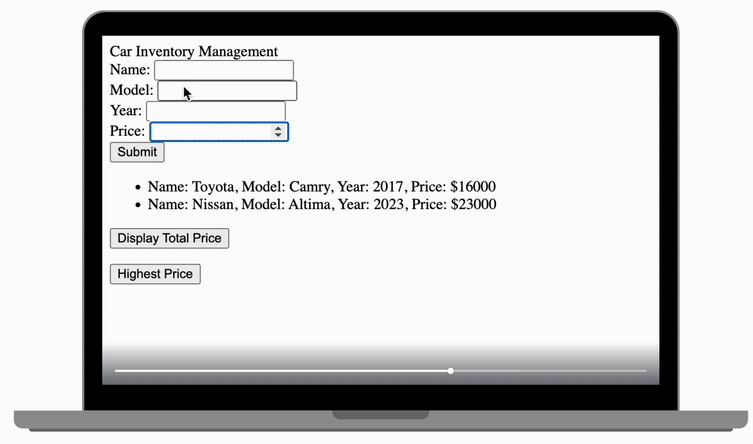 Car Inventory Management
Name:
Model:
Year:
Price:
Submit
Name: Toyota, Model: Camry, Year: 2017, Price: $16000
Name: Nissan, Model: Altima, Year: 2023, Price: $23000
Display Total Price
Highest Price